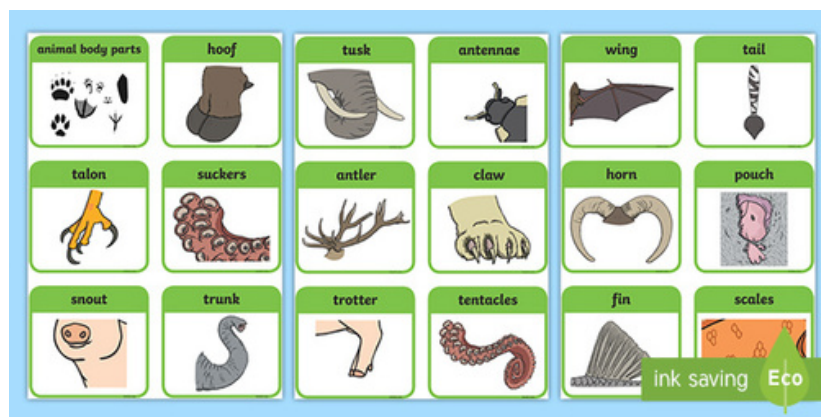 animal body parts
hoof
tusk
antennae
wing
tail
talon
suckers
antler
claw
horn
pouch
snout
trunk
trotter
tentacles
fin
scales
ink saving
Eco